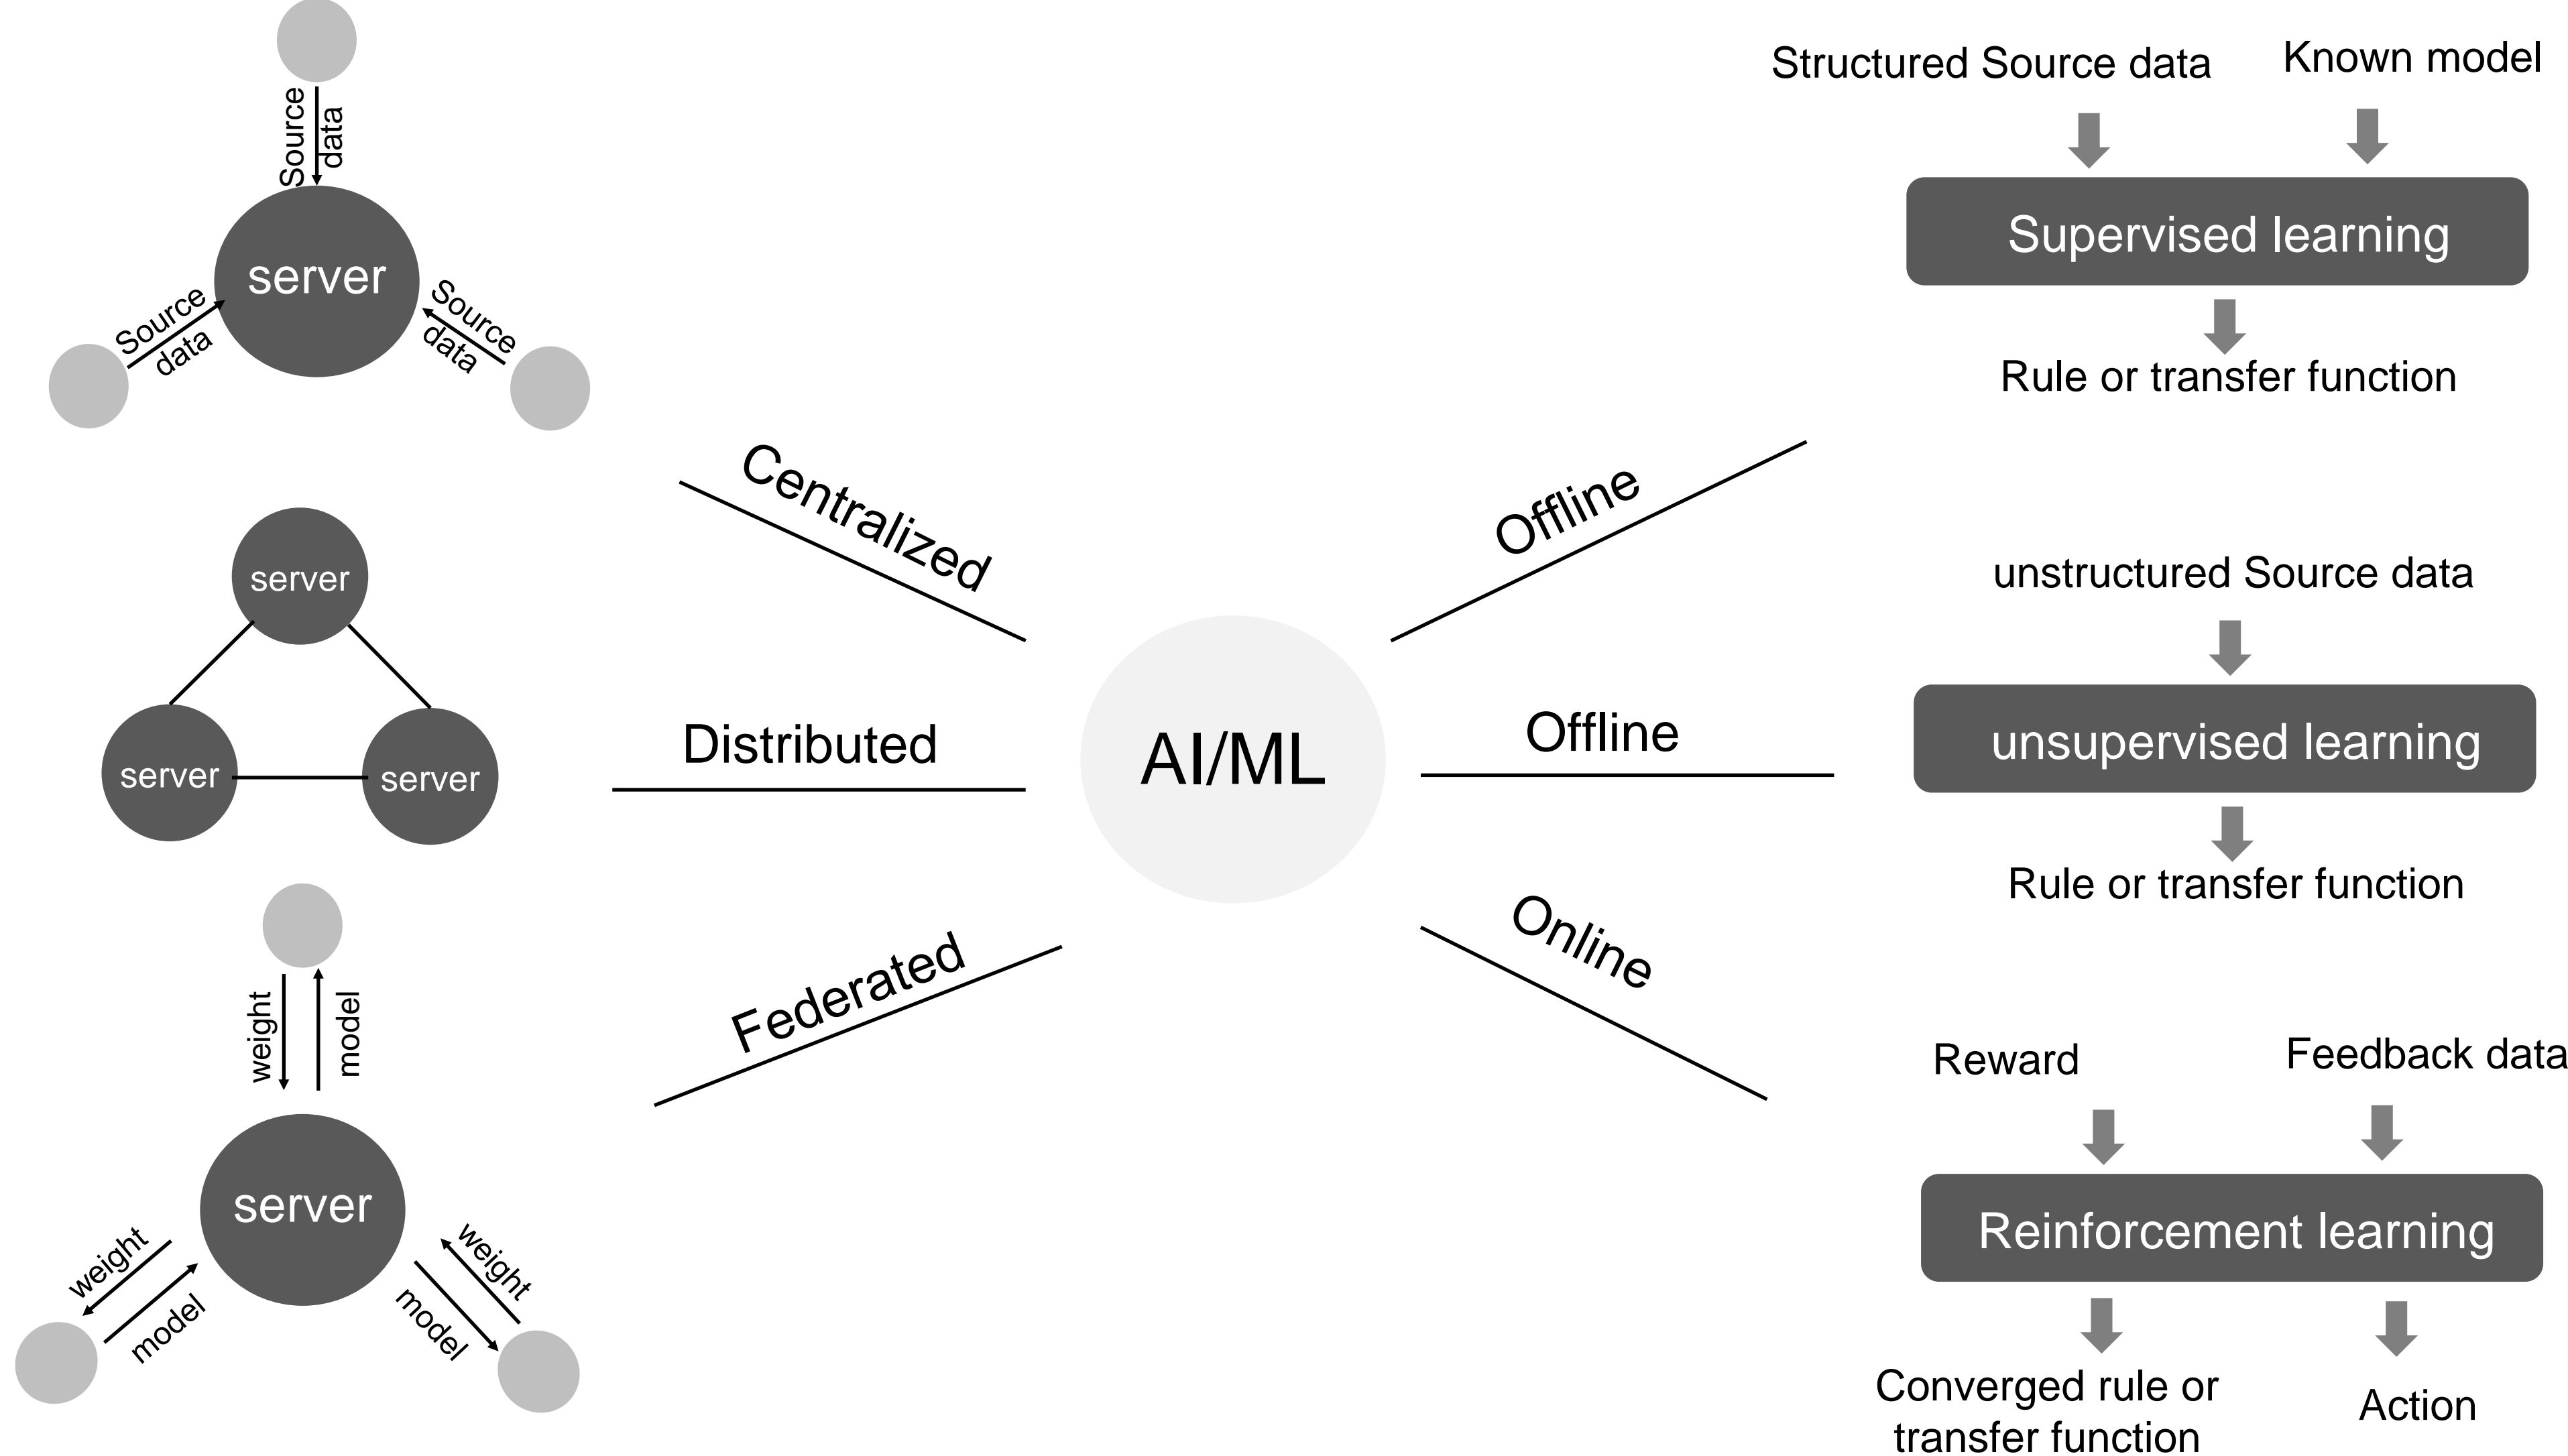 Source
data
server
Source
data
Source
data
Centralized
server
server
server
Distributed
weight
model
server
weight
model
weight
model
Federated
AI/ML
Offline
Offline
Online
Structured Source data
Known model
Supervised learning
Rule or transfer function
unstructured Source data
unsupervised learning
Rule or transfer function
Reward
Feedback data
Reinforcement learning
Converged rule or
transfer function
Action